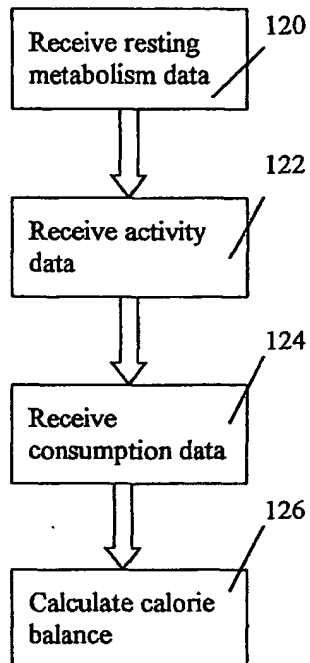 120
Receive resting
metabolism data
122
Receive activity
data
124
Receive
consumption data
126
Calculate calorie
balance